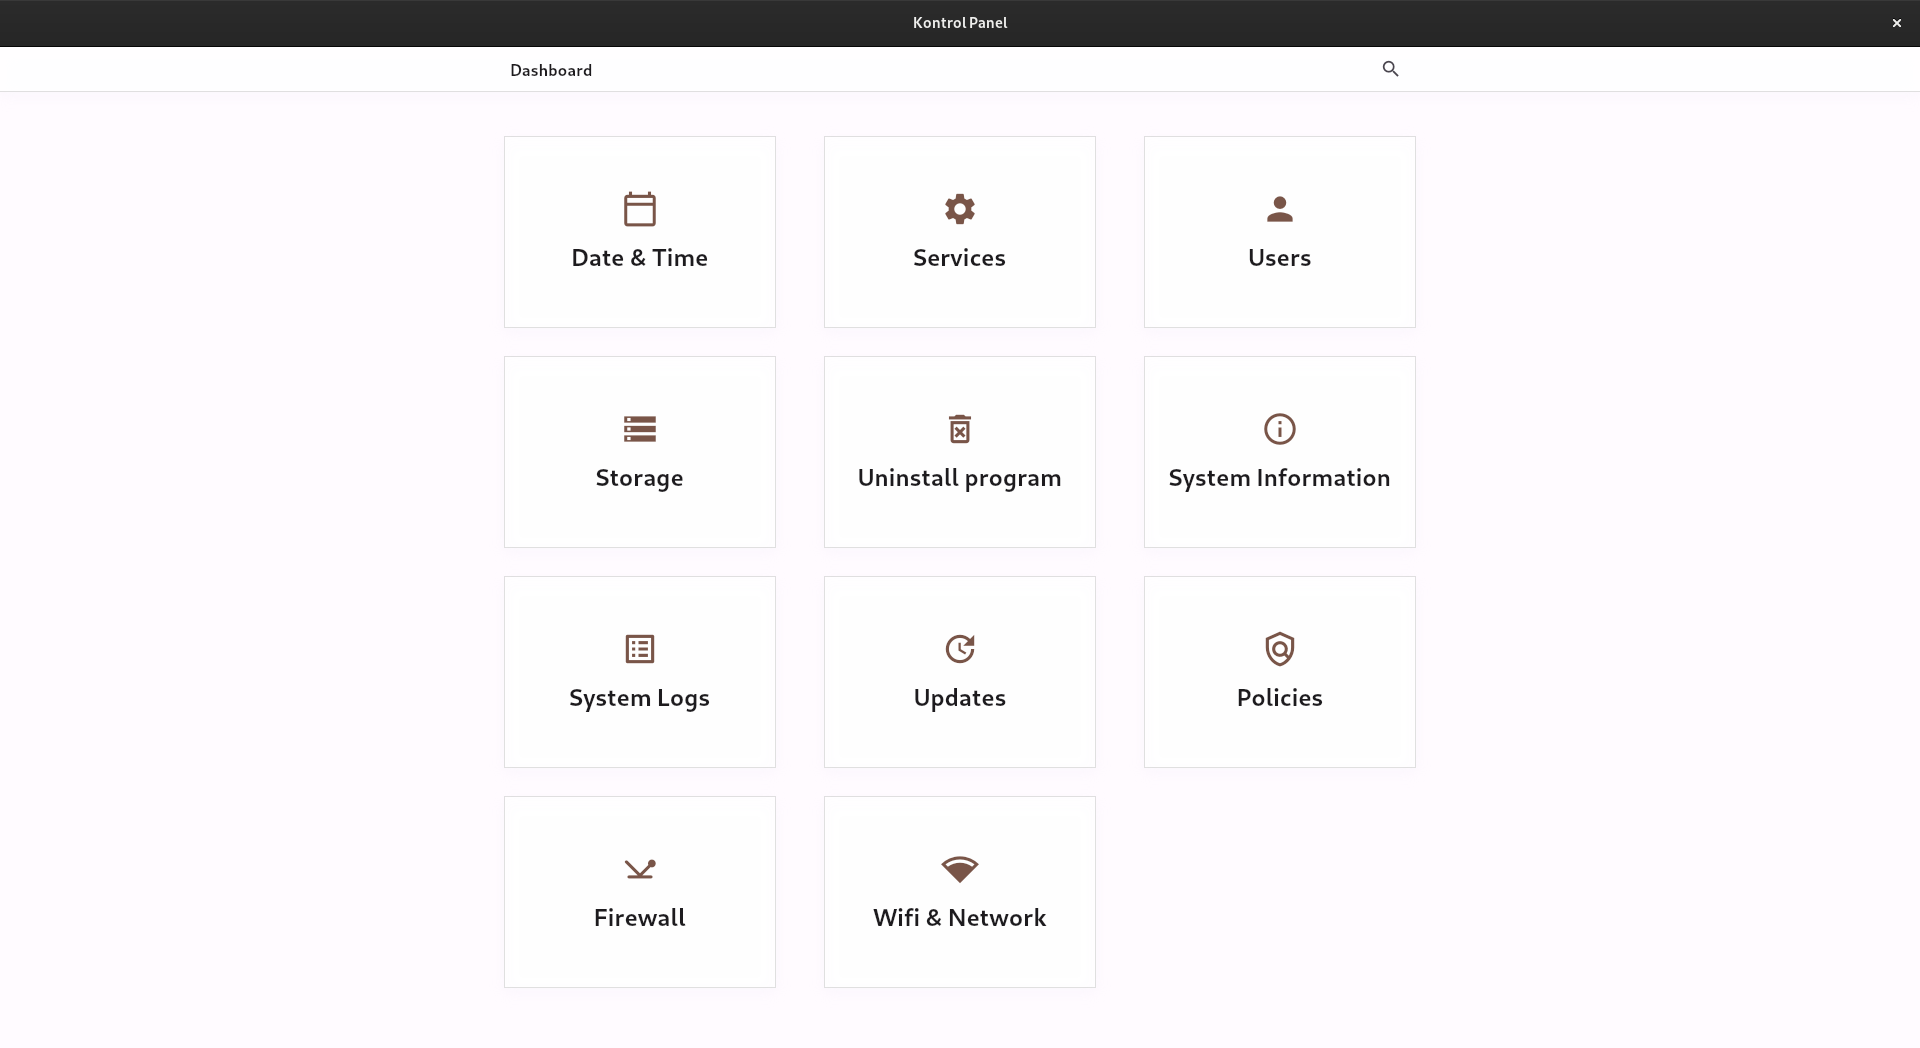 Kontrol Panel
Dashboard
Date & Time
Services
Users
Storage
Uninstall program
System Information
System Logs
Updates
Policies
Firewall
Wifi & Network